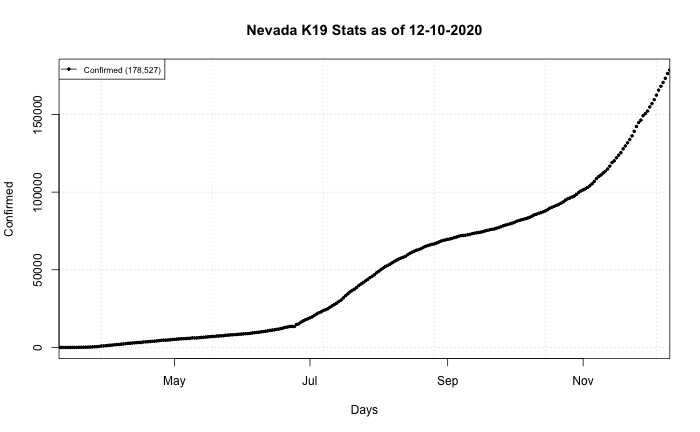 Nevada K19 Stats as of 12-10-2020
Confirmed (178,527)
Confirmed
150000
100000
50000
0
May
Jul
Sep
Nov
Days